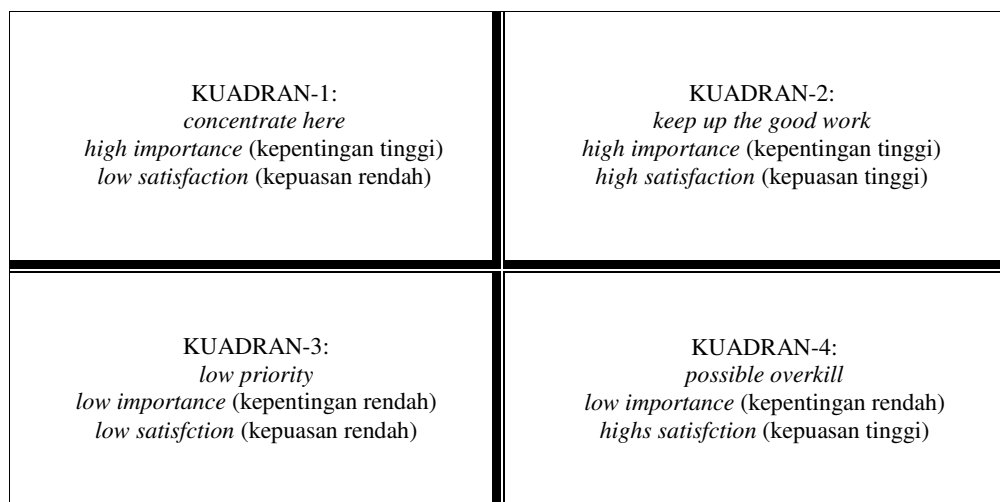 KUADRAN-1:
concentrate here
high importance (kepentingan tinggi)
low satisfaction (kepuasan rendah)
KUADRAN-2:
keep up the good work
high importance (kepentingan tinggi)
high satisfaction (kepuasan tinggi)
KUADRAN-3:
low priority
low importance (kepentingan rendah)
low satisfction (kepuasan rendah)
KUADRAN-4:
possible overkill
low importance (kepentingan rendah)
highs satisfction (kepuasan tinggi)